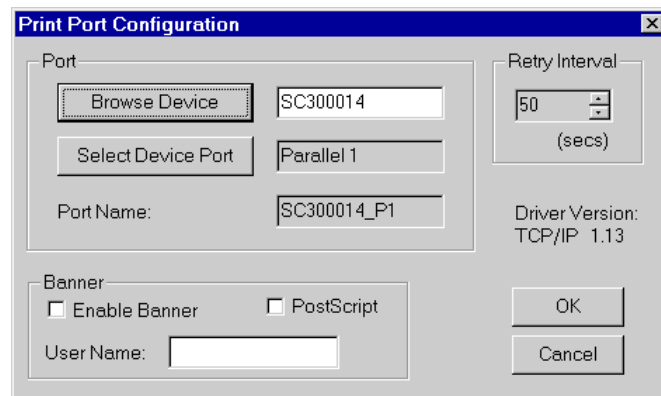 Print Port Configuration
Port
Browse Device
SC300014
Select Device Port
Parallel 1
Port Name:
SC300014_P1
Retry Interval
50
(secs)
Driver Version:
TCP/IP 1.13
Banner
Enable Banner
PostScript
User Name:
OK
Cancel